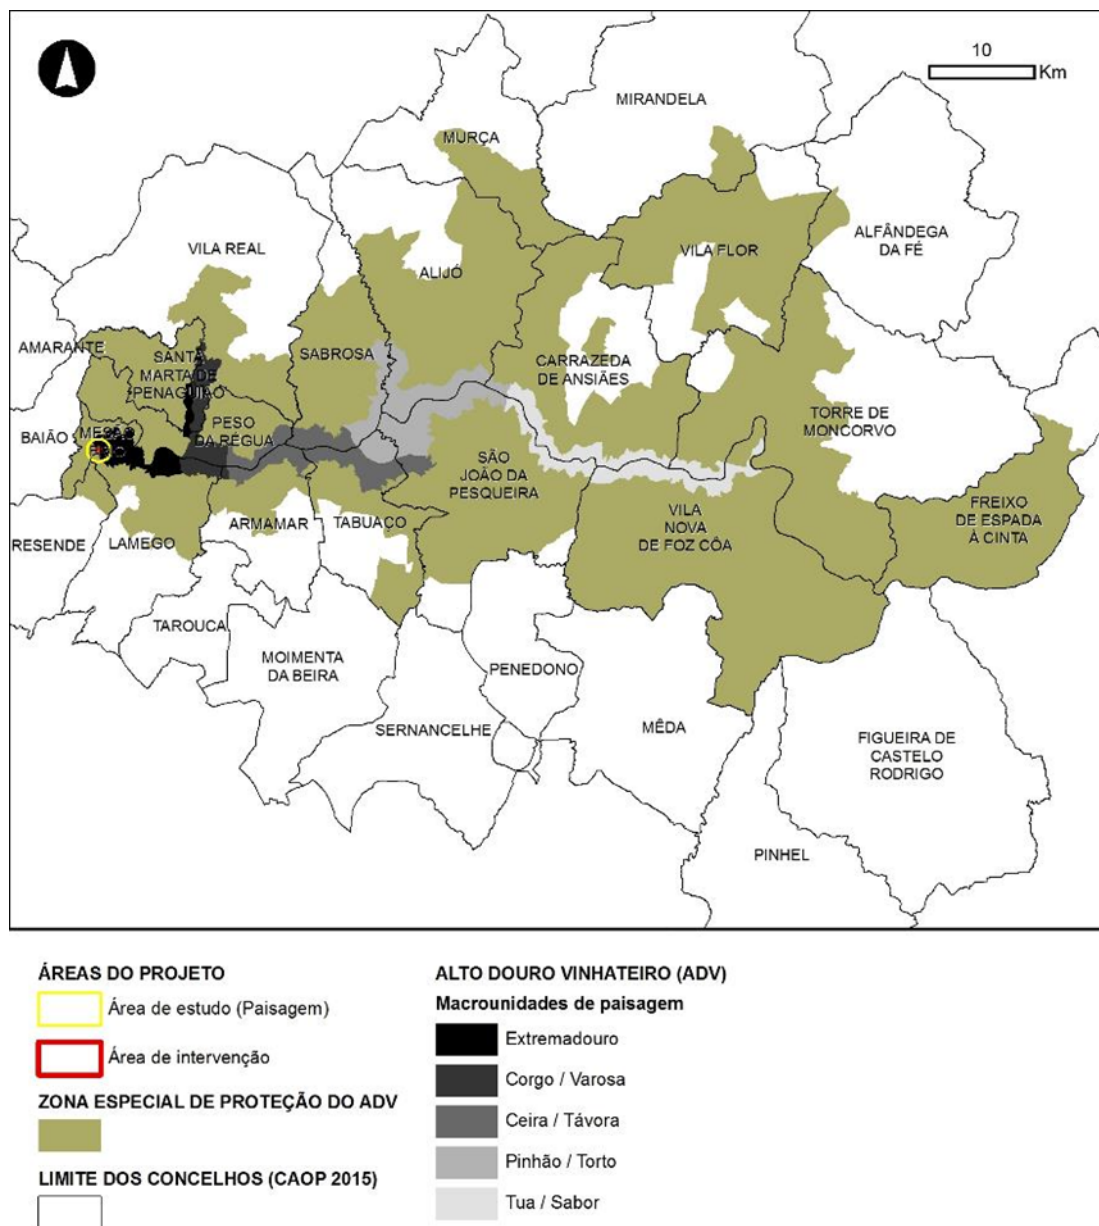 10
Km
MIRANDELA
MURÇA
ALFÂNDEGA
DA FÉ
VILA REAL
VILA FLOR
ALIJÓ
AMARANTE
SANTA
MARTA DE
PENAGUIÃO
SABROSA
CARRAZEDA
DE ANSIÃES
TORRE DE
MONCORVO
BAIÃO
MESÃO
FRIO
PESO
DA RÉGUA
SÃO
JOÃO DA
PESQUEIRA
VILA
NOVA
DE FOZ CÔA
FREIXO
DE ESPADA
À CINTA
RESENDE
LAMEGO
ARMAMAR
TABUAÇO
TAROUCA
MOIMENTA
DA BEIRA
PENEDONO
SERNANCELHE
MÊDA
FIGUEIRA DE
CASTELO
RODRIGO
PINHEL
ÁREAS DO PROJETO
Área de estudo (Paisagem)
Área de intervenção
ZONA ESPECIAL DE PROTEÇÃO DO ADV
LIMITE DOS CONCELHOS (CAOP 2015)
ALTO DOURO VINHATEIRO (ADV)
Macrounidades de paisagem
Extremadouro
Corgo / Varosa
Ceira / Távora
Pinhão / Torto
Tua / Sabor